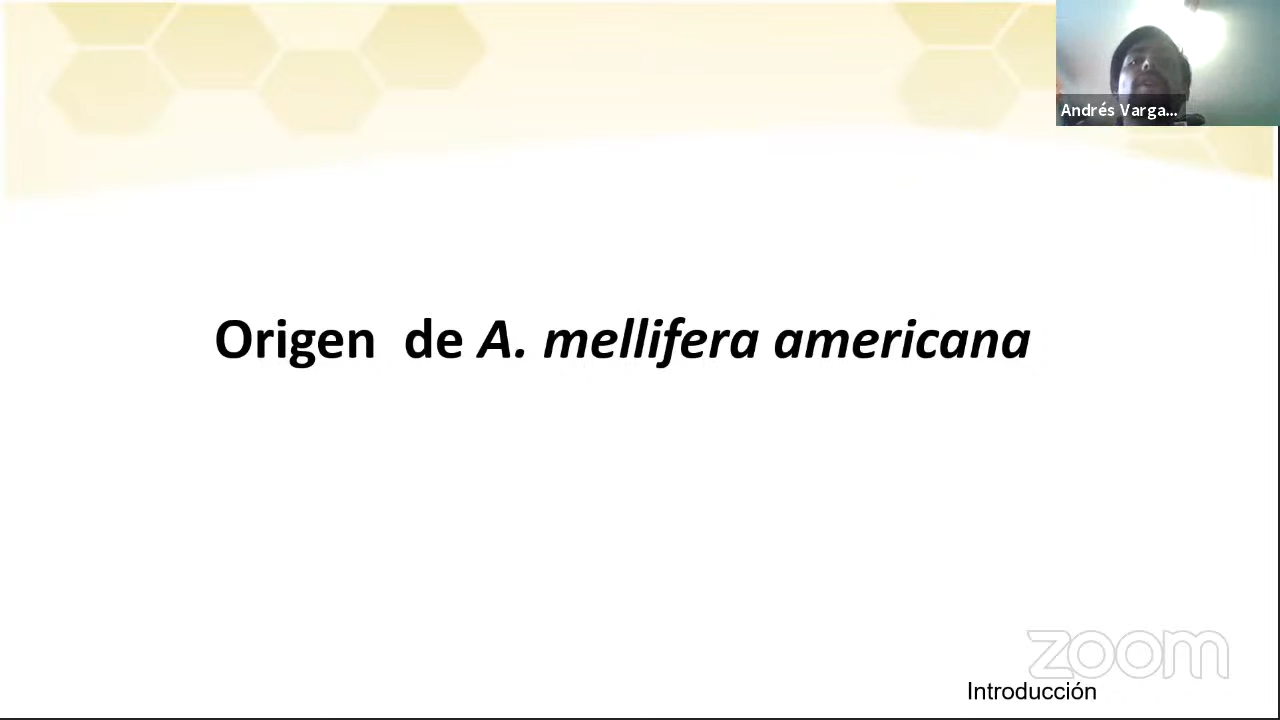 Andrés Varga...
Origen de A. mellifera americana
zoom
Introducción